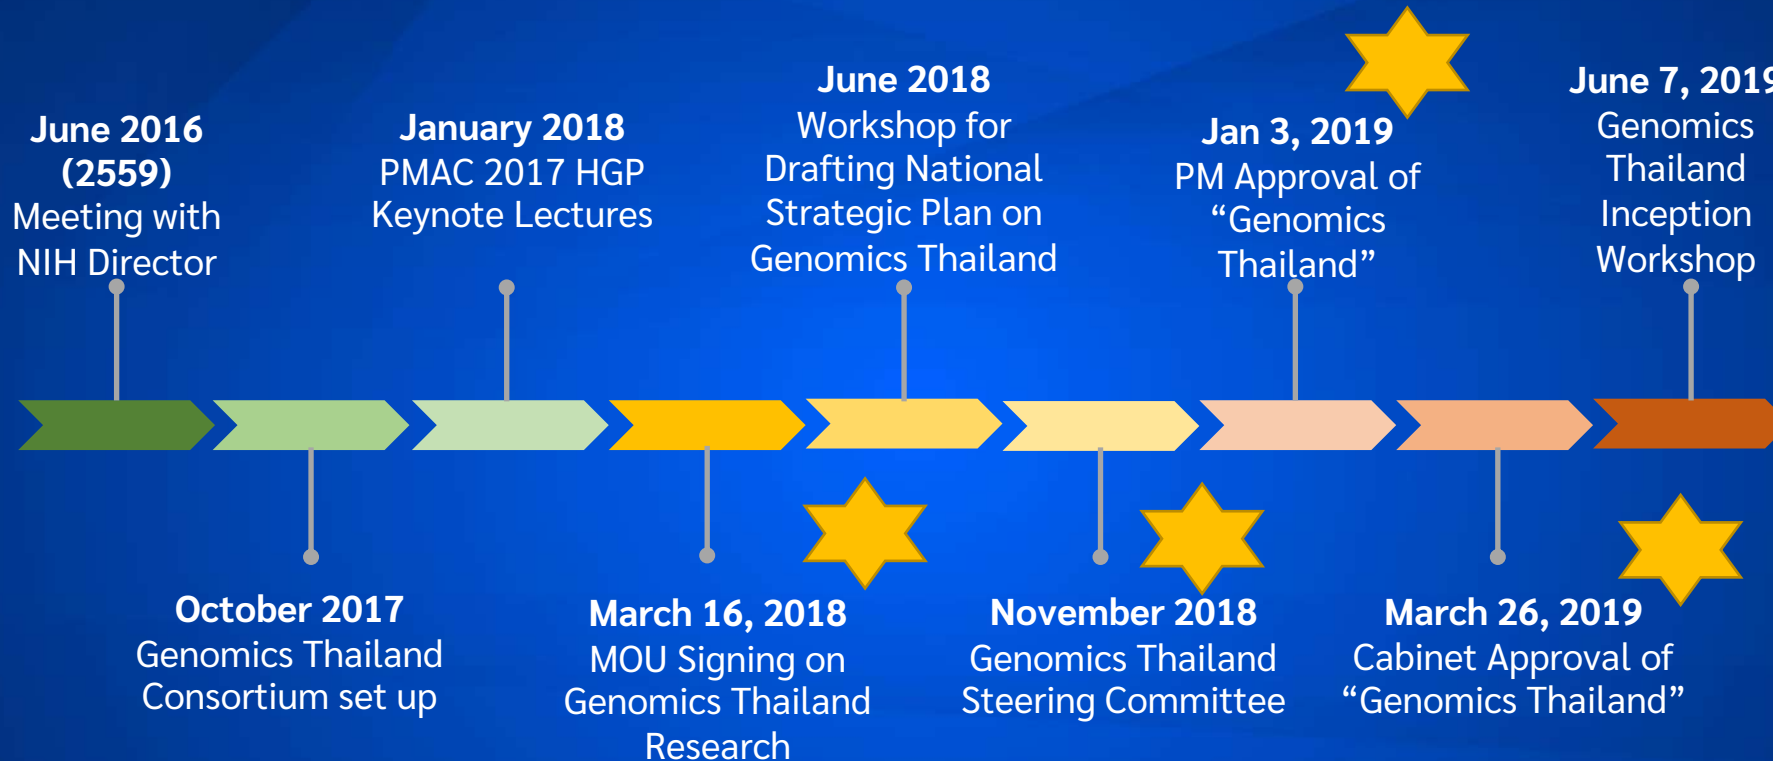 June 2016
(2559)
Meeting with
NIH Director
October 2017
Genomics Thailand
Consortium set up
January 2018
PMAC 2017 HGP
Keynote Lectures
March 16, 2018
MOU Signing on
Genomics Thailand
Research
June 2018
Workshop for
Drafting National
Strategic Plan on
Genomics Thailand
November 2018
Genomics Thailand
Steering Committee
Jan 3, 2019
PM Approval of
“Genomics
Thailand”
March 26, 2019
Cabinet Approval of
“Genomics Thailand”
June 7, 2019
Genomics
Thailand
Inception
Workshop